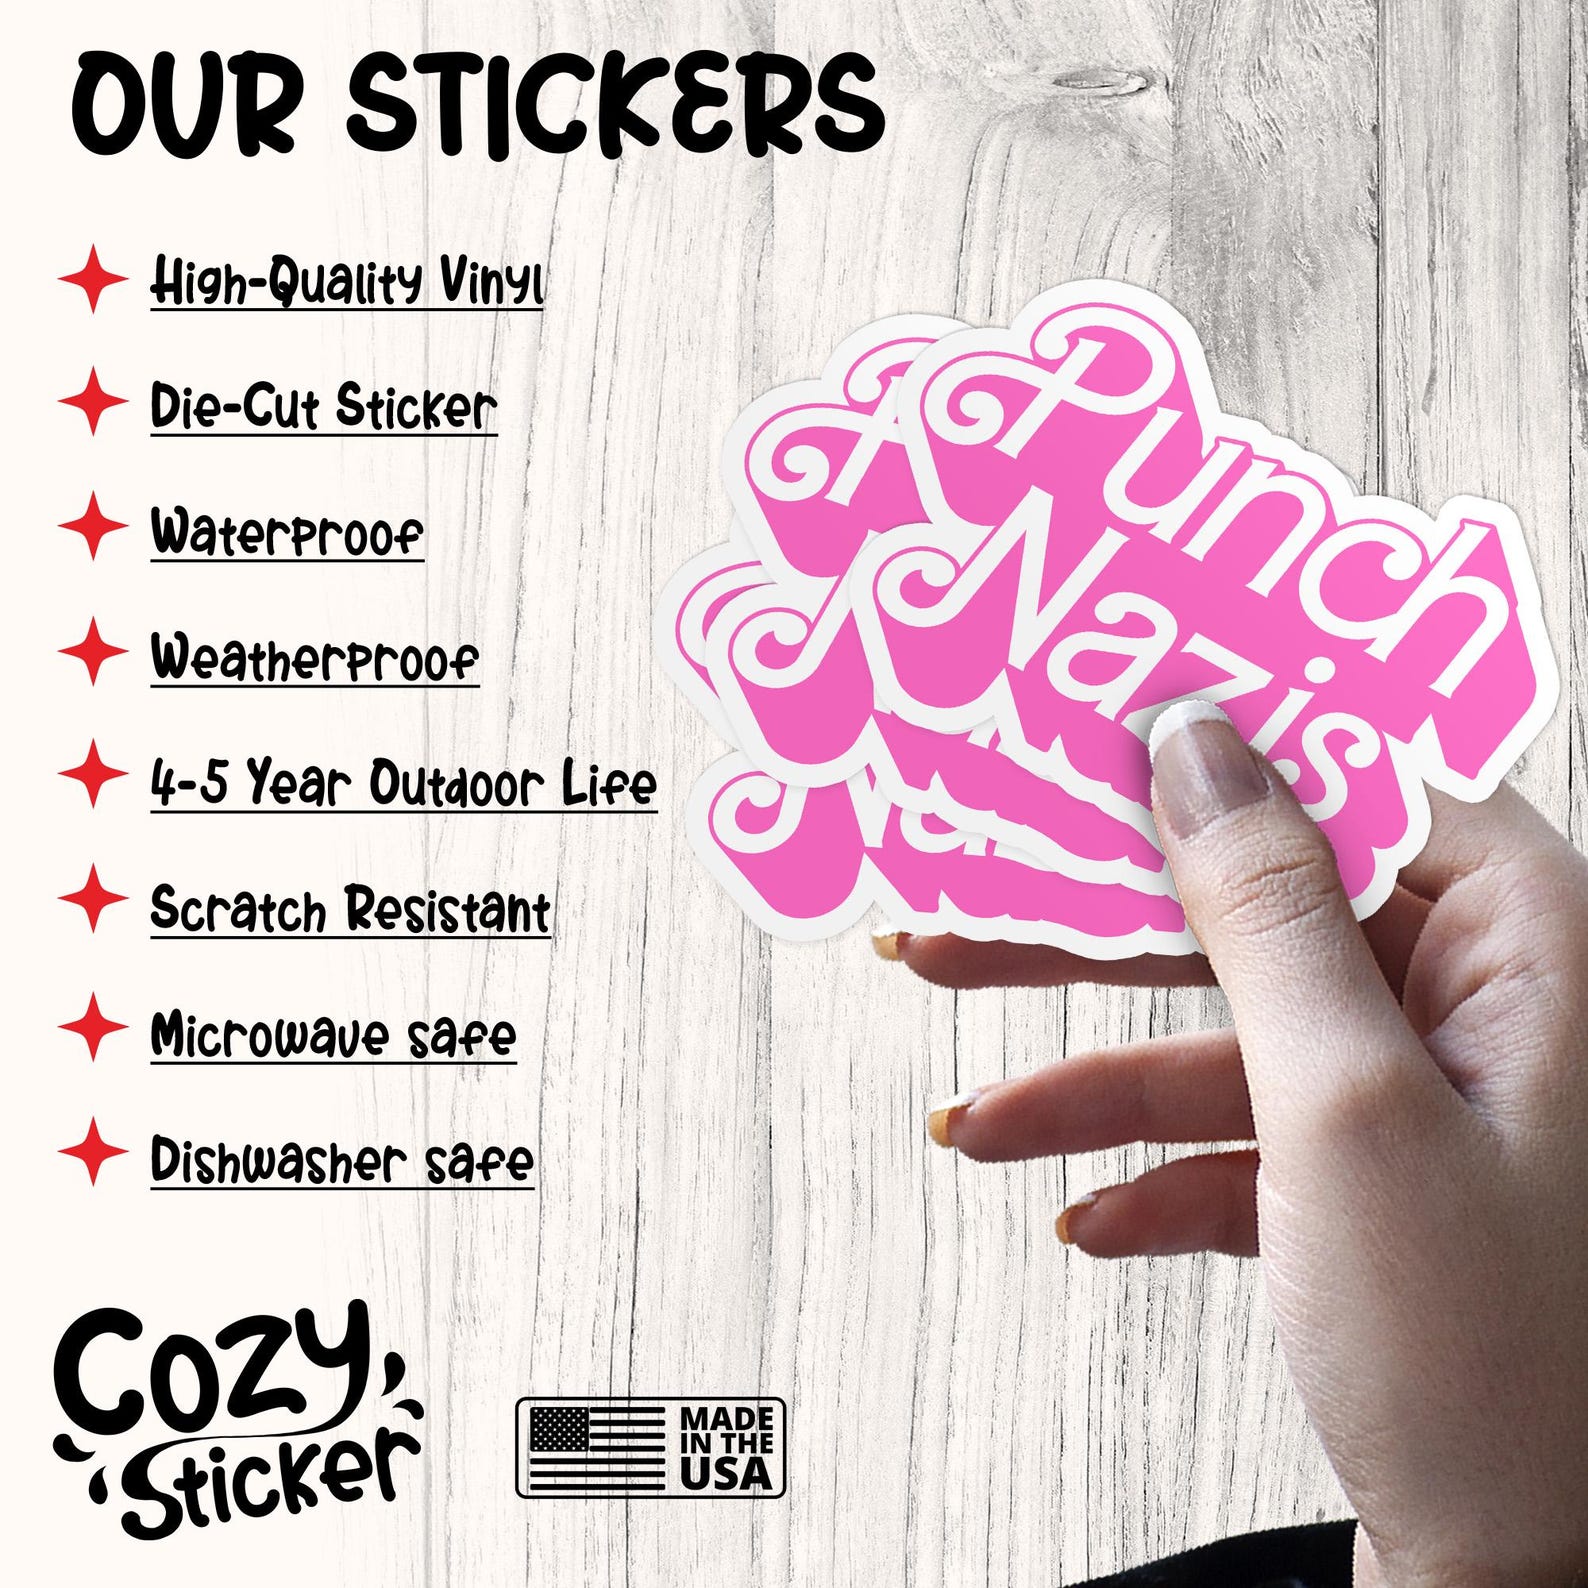 OUR STICKERS
High-Quality Vinyl
Die-Cut Sticker
Waterproof
Weatherproof
4-5 Year Outdoor Life
Scratch Resistant
Microwave safe
Dishwasher safe
Punch
Nazis
Cozy
Sticker
MADE
IN THE
USA